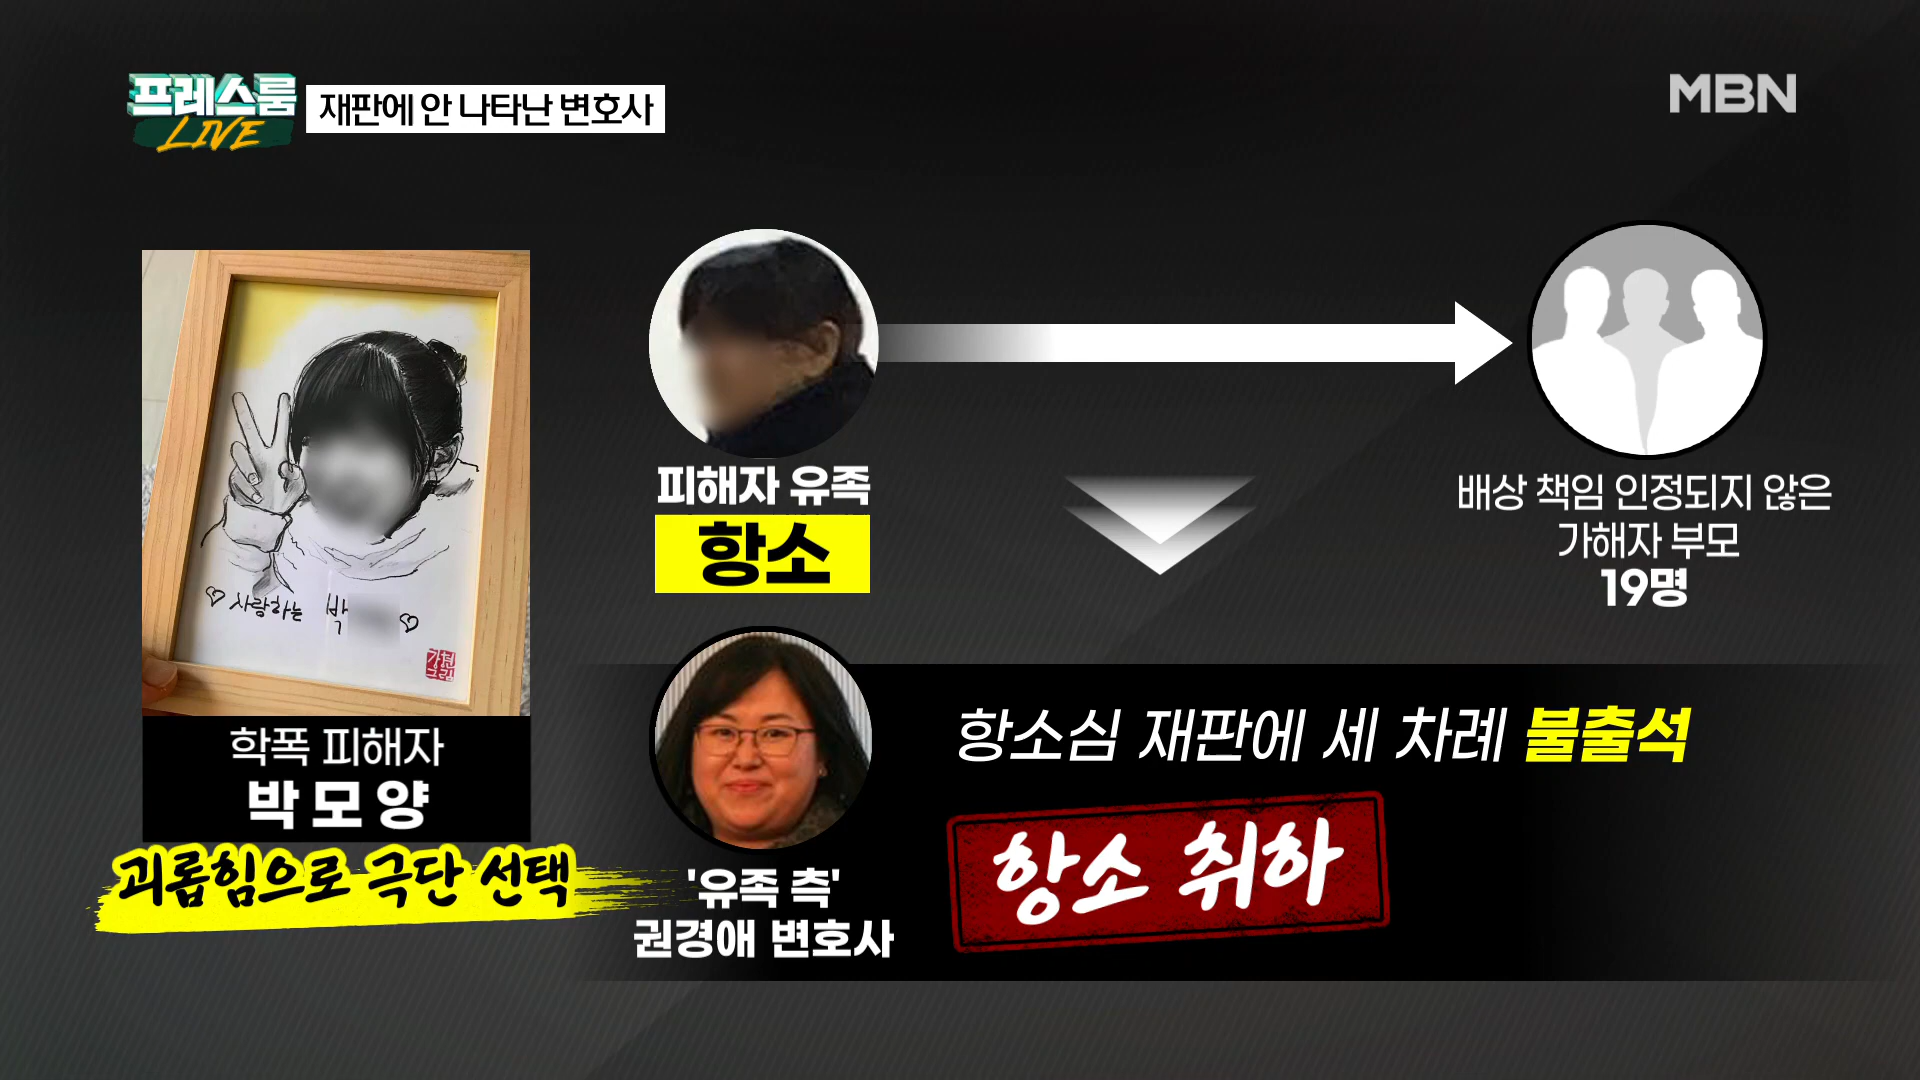 프레스룸
LIVE
재판에 안 나타난 변호사
MBN
사랑하는 박
강원
그림
학폭 피해자
박모양
괴롭힘으로 극단 선택
피해자 유족
항소
배상 책임 인정되지 않은
가해자 부모
19명
'유족 측'
권경애 변호사
항소심 재판에 세 차례 불출석
항소 취하